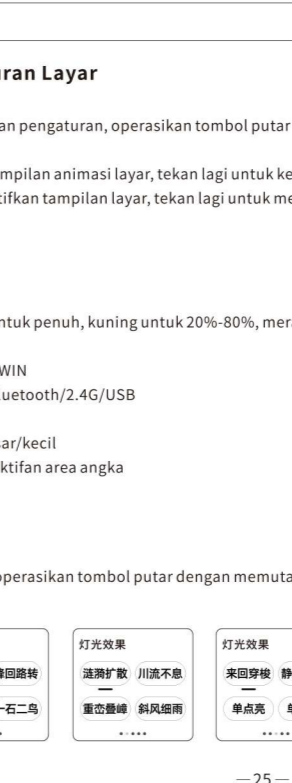 uran Layar
an pengaturan, operasikan tombol putar
mpilan animasi layar, tekan lagi untuk ke
tifkan tampilan layar, tekan lagi untuk me
ntuk penuh, kuning untuk 20%-80%, mera
WIN
uetooth/2.4G/USB
sar/kecil
ktifan area angka
operasikan tombol putar dengan memuta
灯光效果 灯光效果
峰回路转 涟漪扩散 川流不息 来回穿梭 静
一石二鸟 重峦叠嶂 斜风细雨 单点亮
—25—